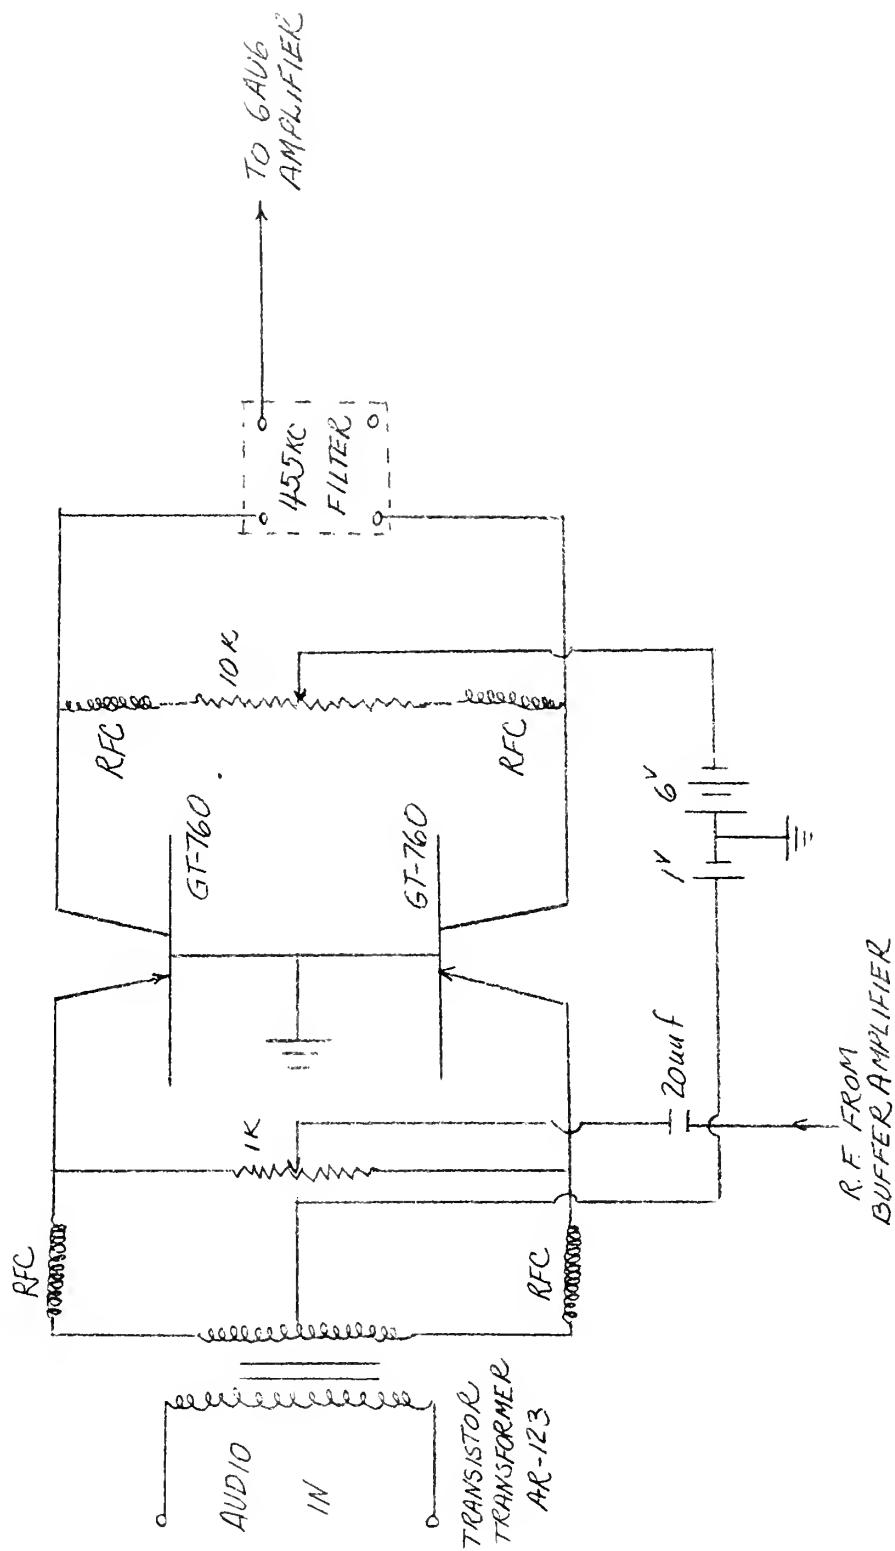 AUDIO
IN
TRANSISTOR
TRANSFORMER
AR-123
RFC
RFC
1K
20uuf
R.F. FROM
BUFFER AMPLIFIER
GT-760
GT-760
1V
6V
RFC
10K
RFC
455KC
FILTER
TO 6AU6
AMPLIFIER